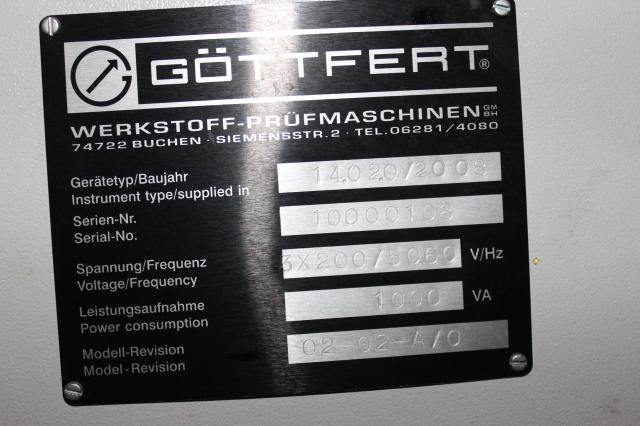 GÖTTFERT®
WERKSTOFF-PRÜFMASCHINEN GMBH
74722 BUCHEN · SIEMENSSTR.2 · TEL.06281/4080
Gerätetyp/Baujahr 14.020/2008
Instrument type/supplied in
Serien-Nr. 10000108
Serial-No.
Spannung/Frequenz 3X200/5060 V/Hz
Voltage/Frequency
Leistungsaufnahme 1000 VA
Power consumption
Modell-Revision 02-02-A/0
Model-Revision